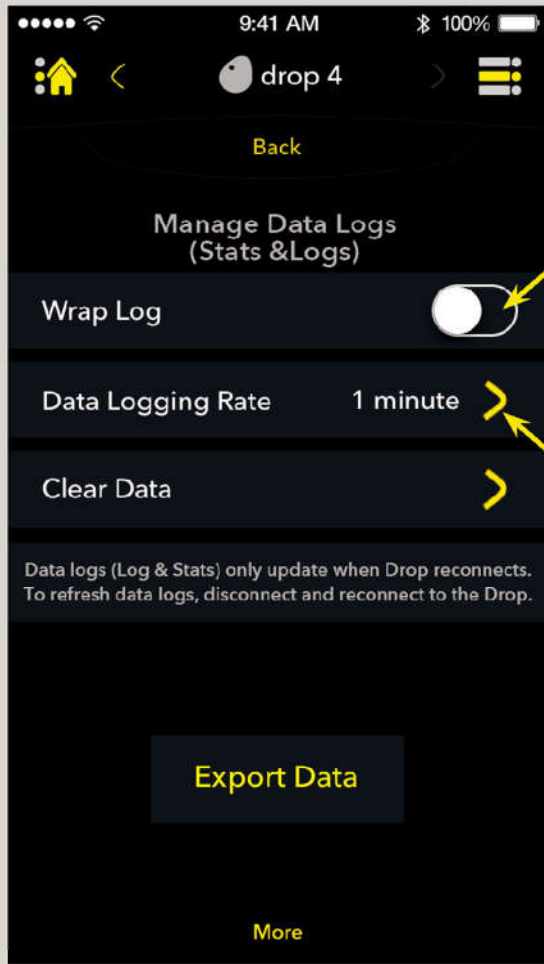 9:41 AM 100%
drop 4
Back
Manage Data Logs
(Stats &Logs)
Wrap Log
Data Logging Rate 1 minute
Clear Data
Data logs (Log & Stats) only update when Drop reconnects.
To refresh data logs, disconnect and reconnect to the Drop.
Export Data
More